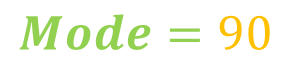 Mode = 90